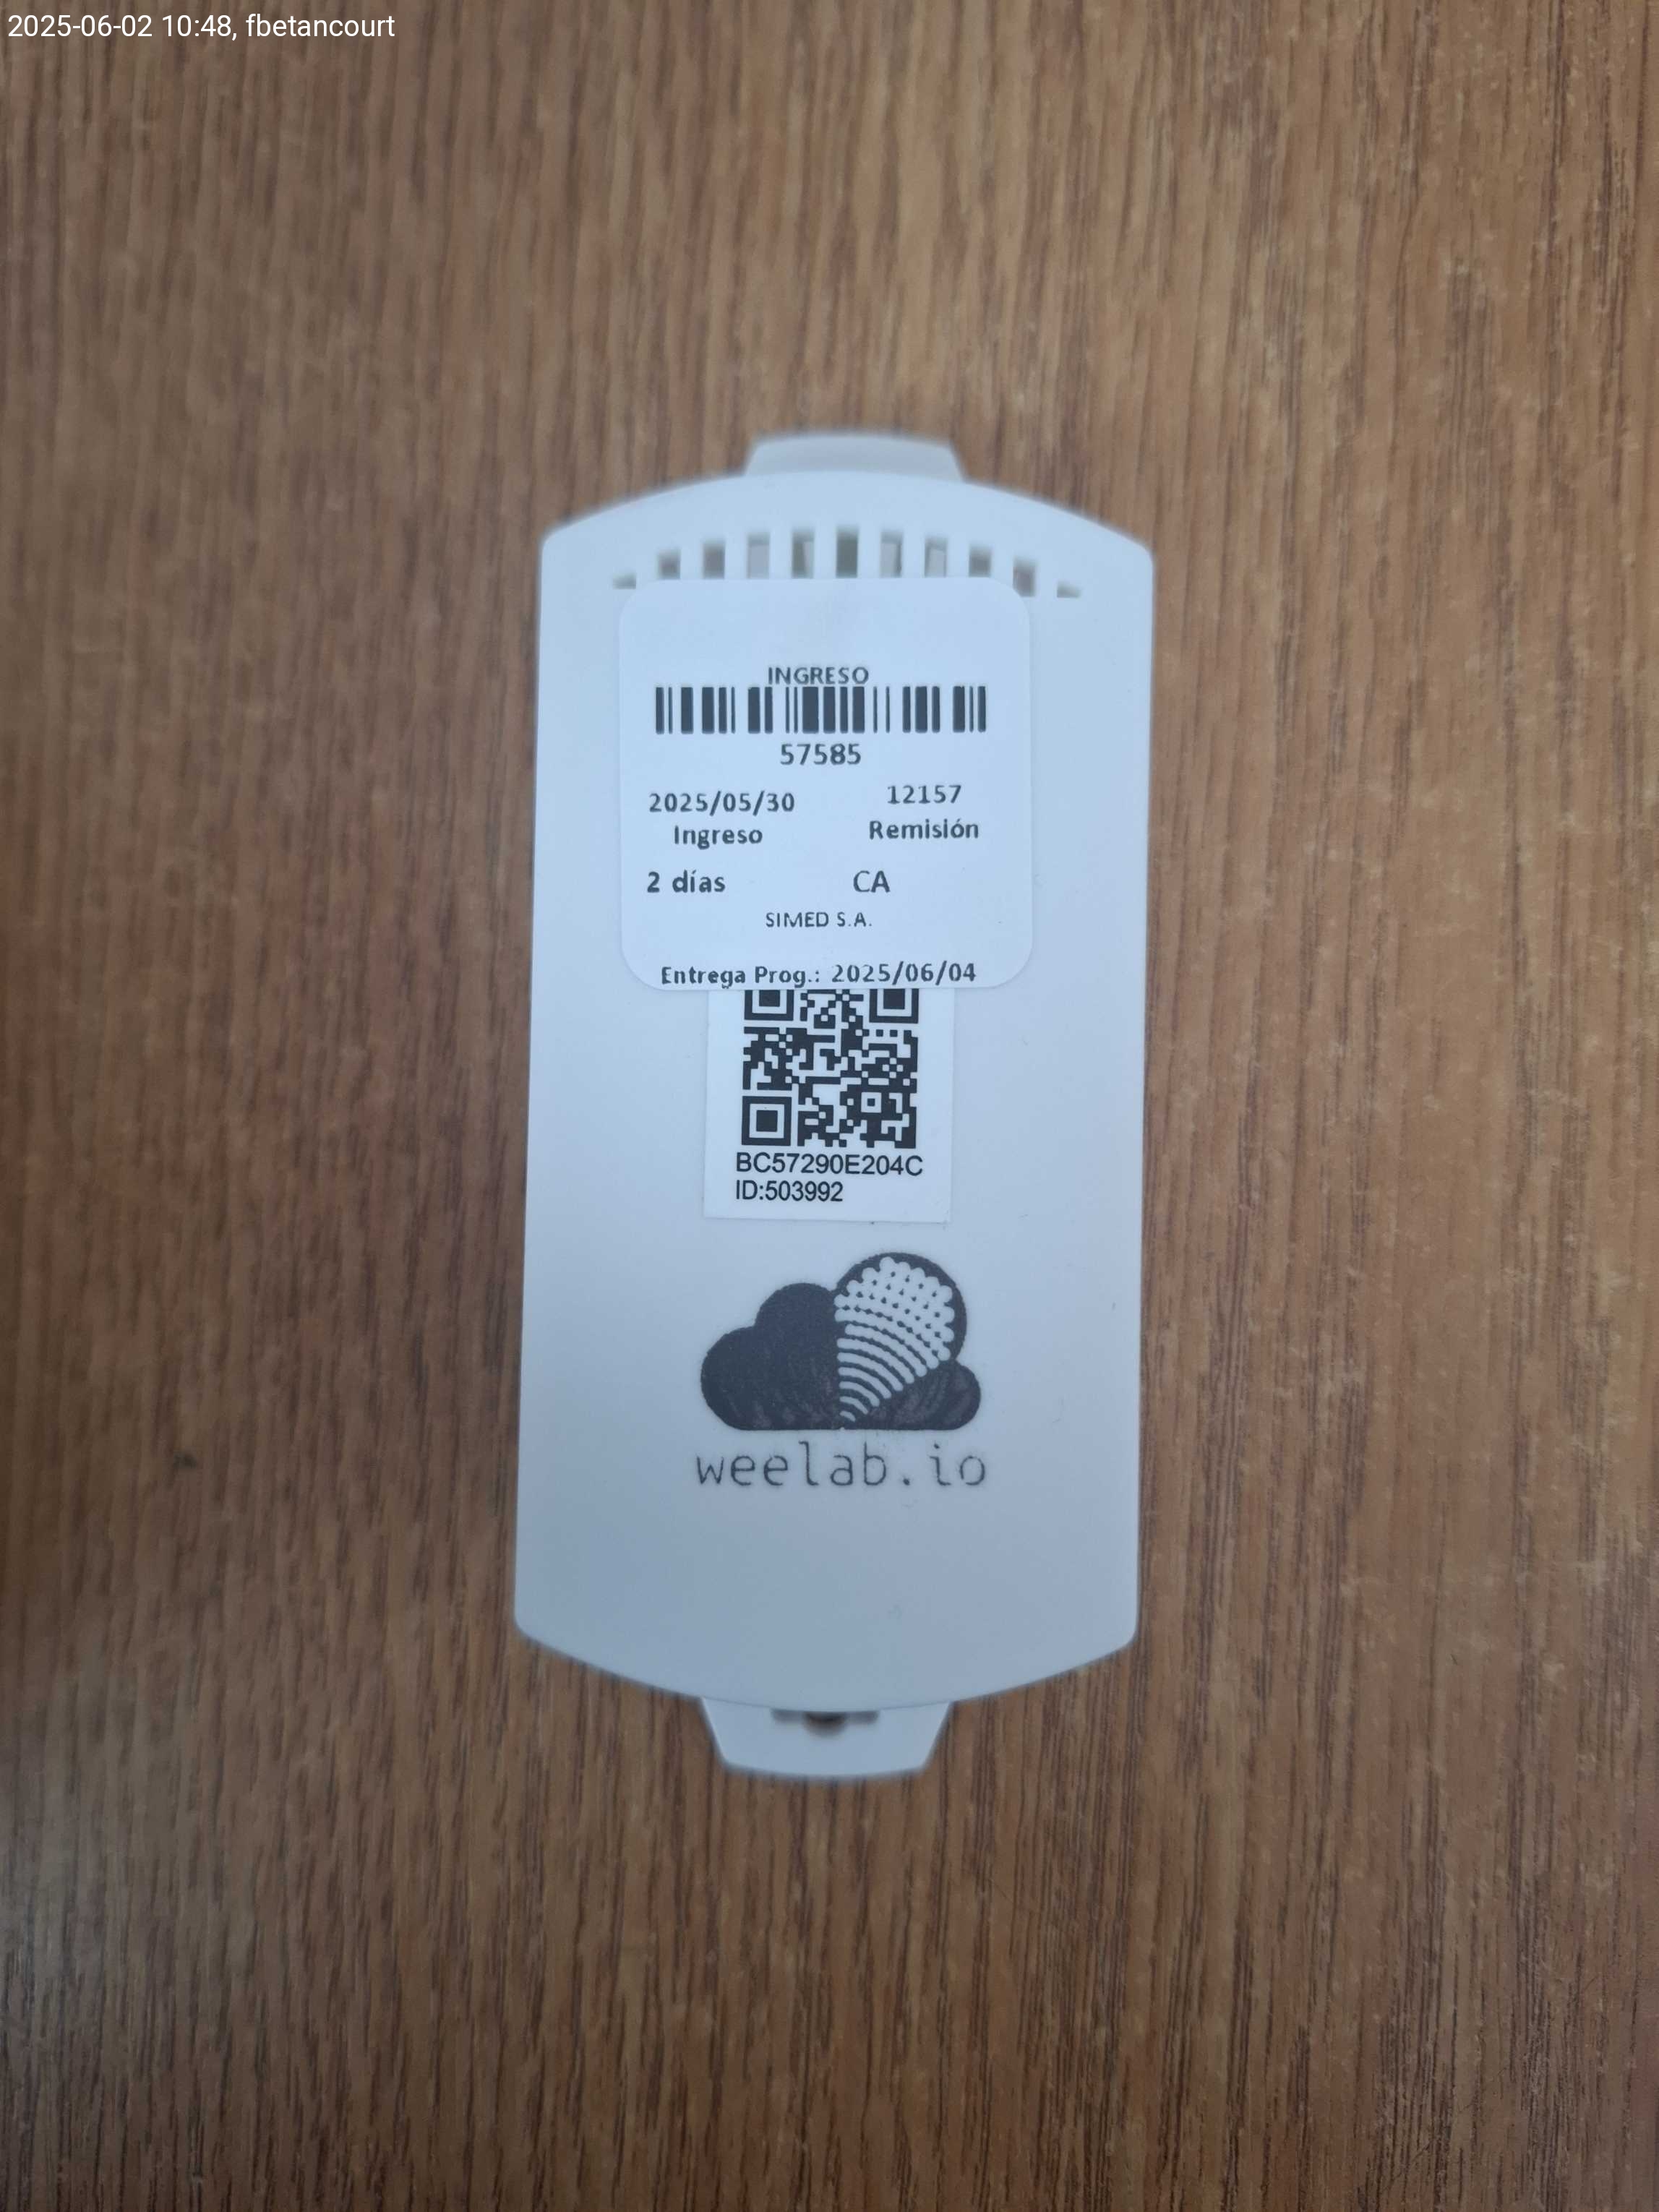 2025-06-02 10:48, fbetancourt
INGRESO
57585
2025/05/30 12157
Ingreso Remisión
2 días CA
SIMED S.A.
Entrega Prog.: 2025/06/04
BC57290E204C
ID:503992
weelab.io